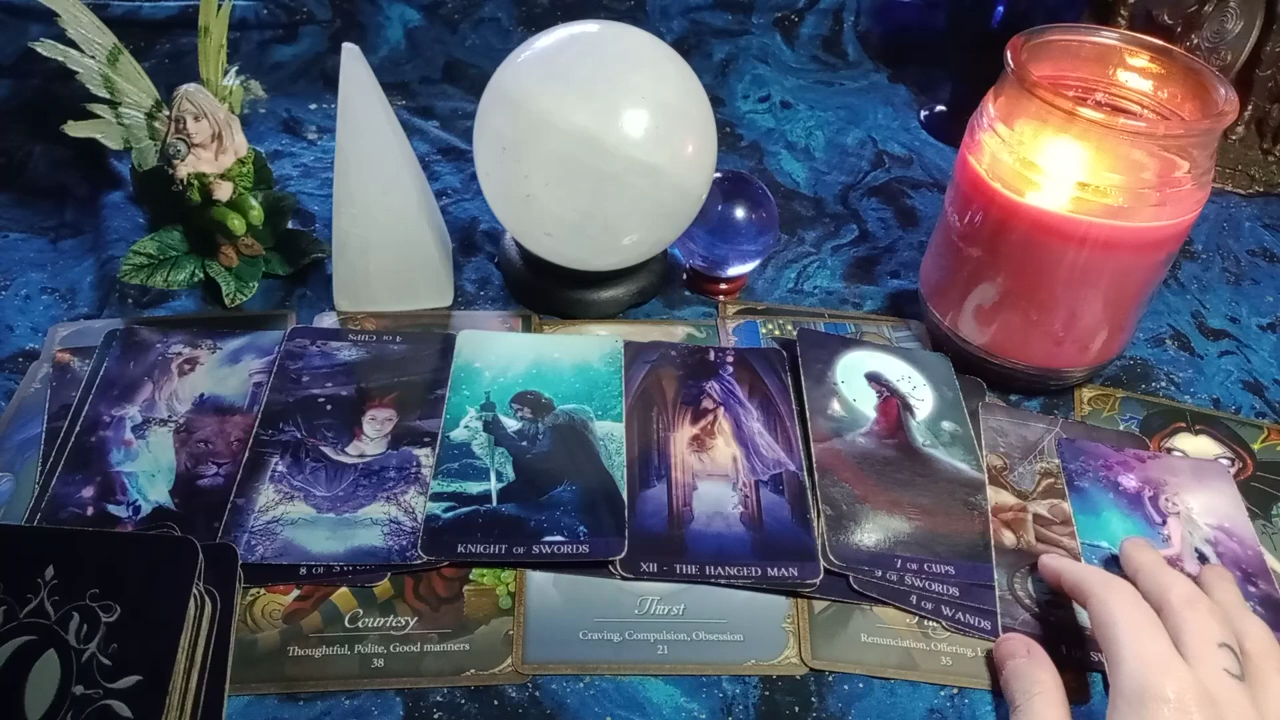 4 OF CUPS
KNIGHT OF SWORDS
XII - THE HANGED MAN
7 OF CUPS
9 OF SWORDS
4 OF WANDS
8 OF
Courtesy
Thoughtful, Polite, Good manners
38
Thirst
Craving, Compulsion, Obsession
21
Renunciation, Offering,
35